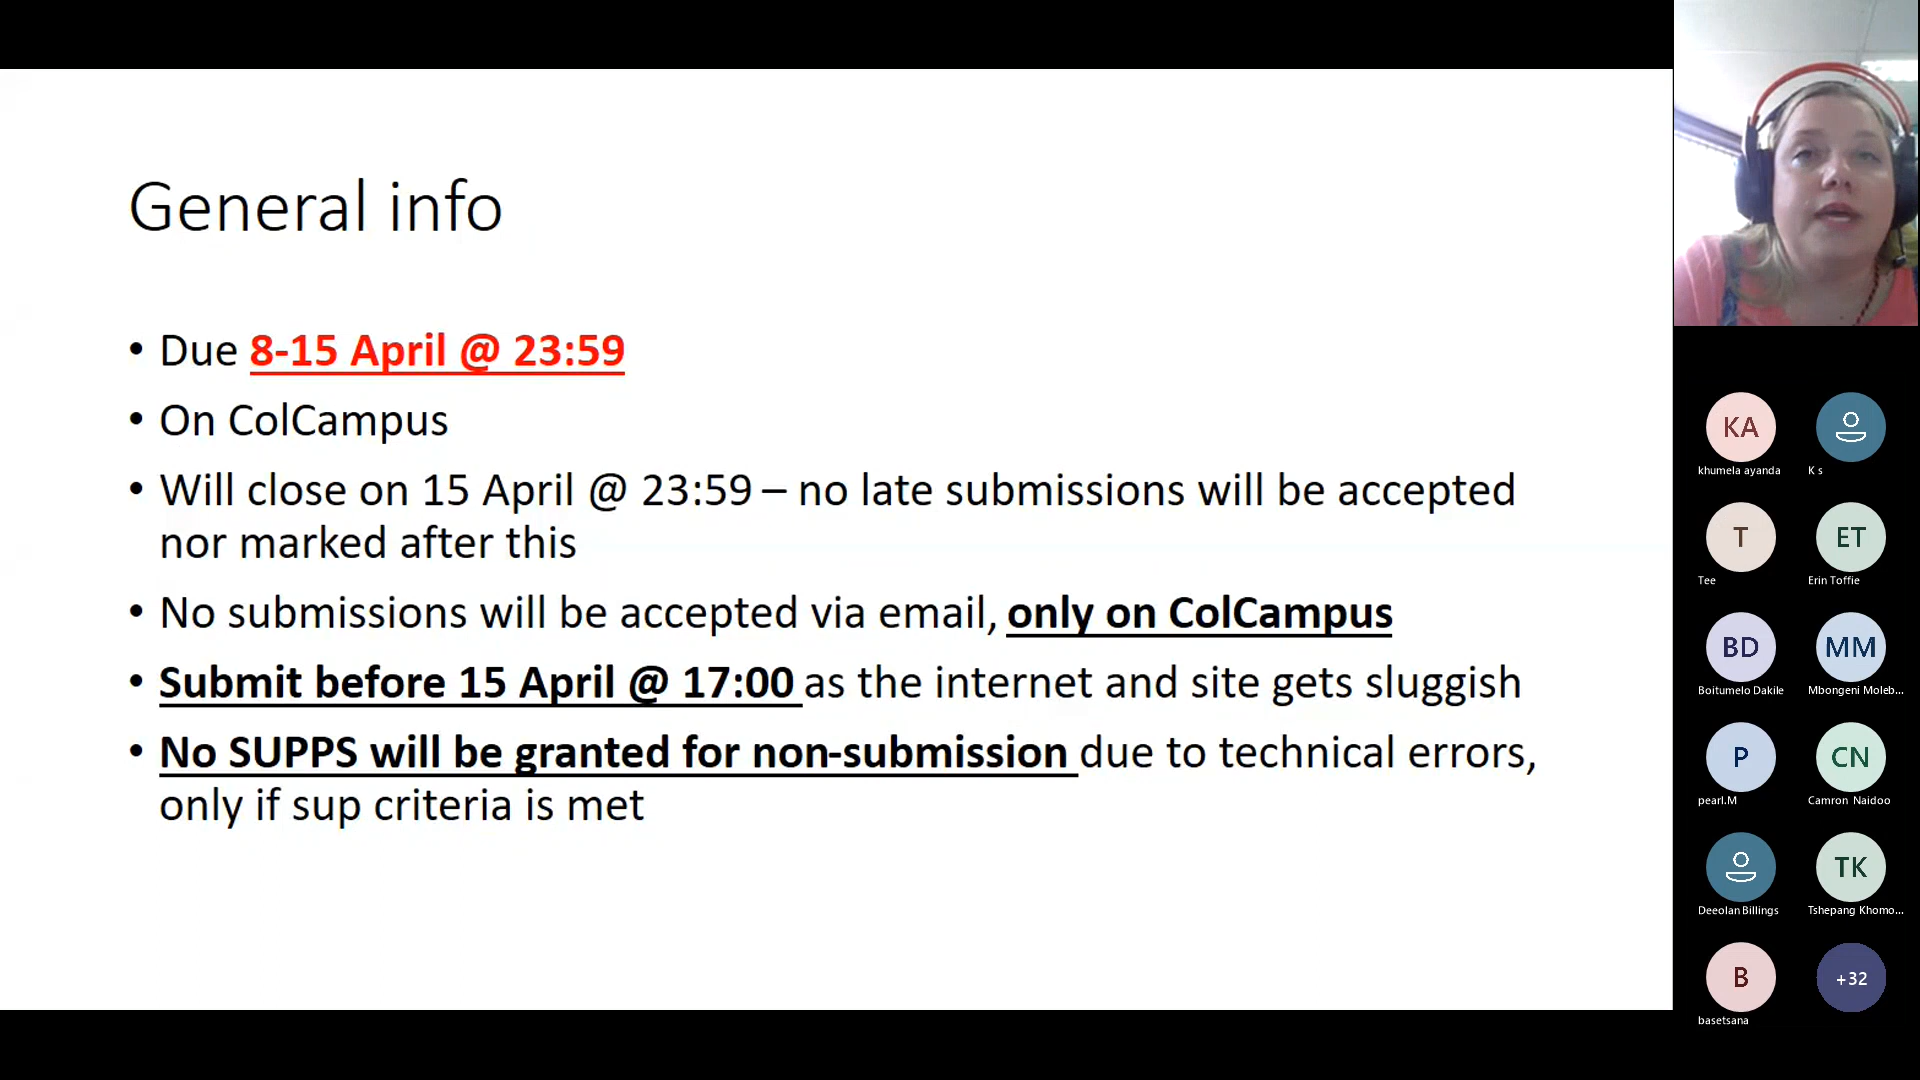 General info
• Due 8-15 April @ 23:59
• On ColCampus
• Will close on 15 April @ 23:59 – no late submissions will be accepted
nor marked after this
• No submissions will be accepted via email, only on ColCampus
• Submit before 15 April @ 17:00 as the internet and site gets sluggish
• No SUPPS will be granted for non-submission due to technical errors,
only if sup criteria is met
KA
khumela ayanda
K s
T
Tee
ET
Erin Toffie
BD
Boitumelo Dakile
MM
Mbongeni Moleb...
P
pearl.M
CN
Camron Naidoo
Deeolan Billings
TK
Tshepang Khomo...
B
basetsana
+32